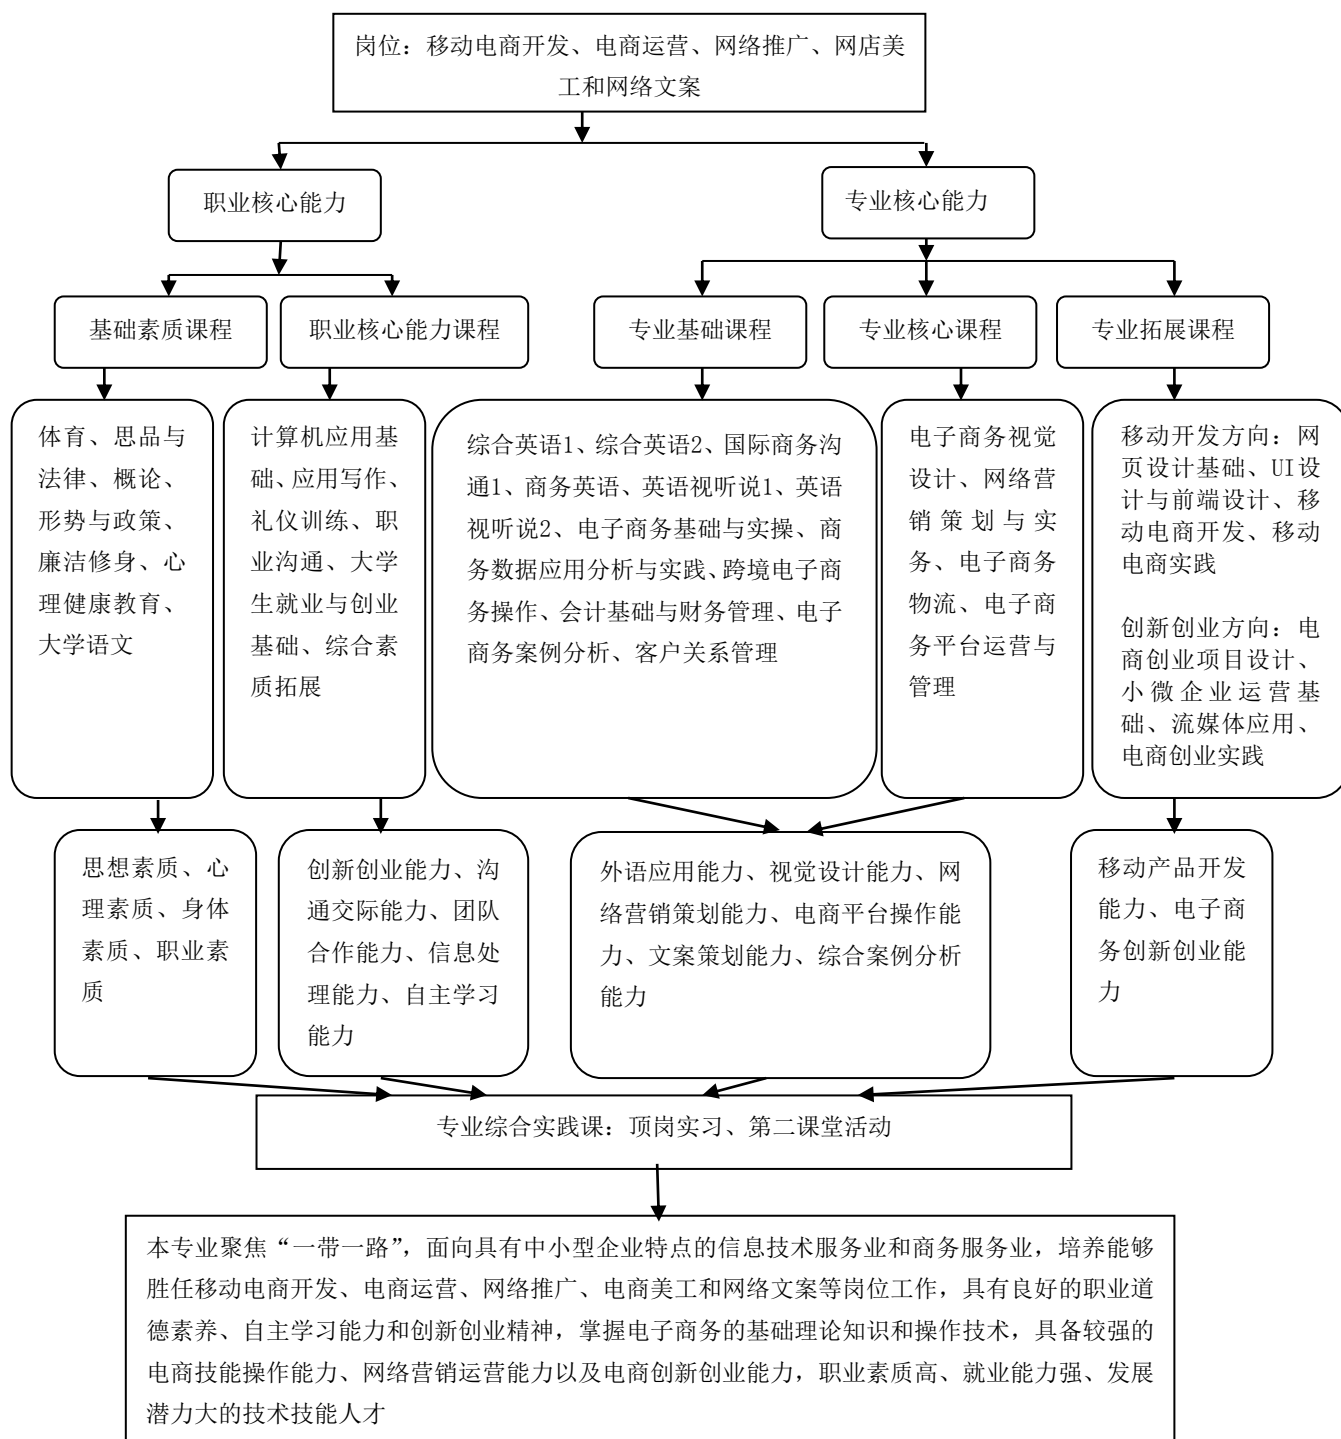 岗位：移动电商开发、电商运营、网络推广、网店美
工和网络文案
职业核心能力
专业核心能力
基础素质课程
职业核心能力课程
专业基础课程
专业核心课程
专业拓展课程
体育、思品与
法律、概论、
形势与政策、
廉洁修身、心
理健康教育、
大学语文
计算机应用基
础、应用写作、
礼仪训练、职
业沟通、大学
生就业与创业
基础、综合素
质拓展
综合英语1、综合英语2、国际商务沟
通1、商务英语、英语视听说1、英语
视听说2、电子商务基础与实操、商
务数据应用分析与实践、跨境电子商
务操作、会计基础与财务管理、电子
商务案例分析、客户关系管理
电子商务视觉
设计、网络营
销策划与实
务、电子商务
物流、电子商
务平台运营与
管理
移动开发方向：网
页设计基础、UI设
计与前端设计、移
动电商开发、移动
电商实践
创新创业方向：电
商创业项目设计、
小微企业运营基
础、流媒体应用、
电商创业实践
思想素质、心
理素质、身体
素质、职业素
质
创新创业能力、沟
通交际能力、团队
合作能力、信息处
理能力、自主学习
能力
外语应用能力、视觉设计能力、网
络营销策划能力、电商平台操作能
力、文案策划能力、综合案例分析
能力
移动产品开发
能力、电子商
务创新创业能
力
专业综合实践课：顶岗实习、第二课堂活动
本专业聚焦“一带一路”，面向具有中小型企业特点的信息技术服务业和商务服务业，培养能够
胜任移动电商开发、电商运营、网络推广、电商美工和网络文案等岗位工作，具有良好的职业道
德素养、自主学习能力和创新创业精神，掌握电子商务的基础理论知识和操作技术，具备较强的
电商技能操作能力、网络营销运营能力以及电商创新创业能力，职业素质高、就业能力强、发展
潜力大的技术技能人才